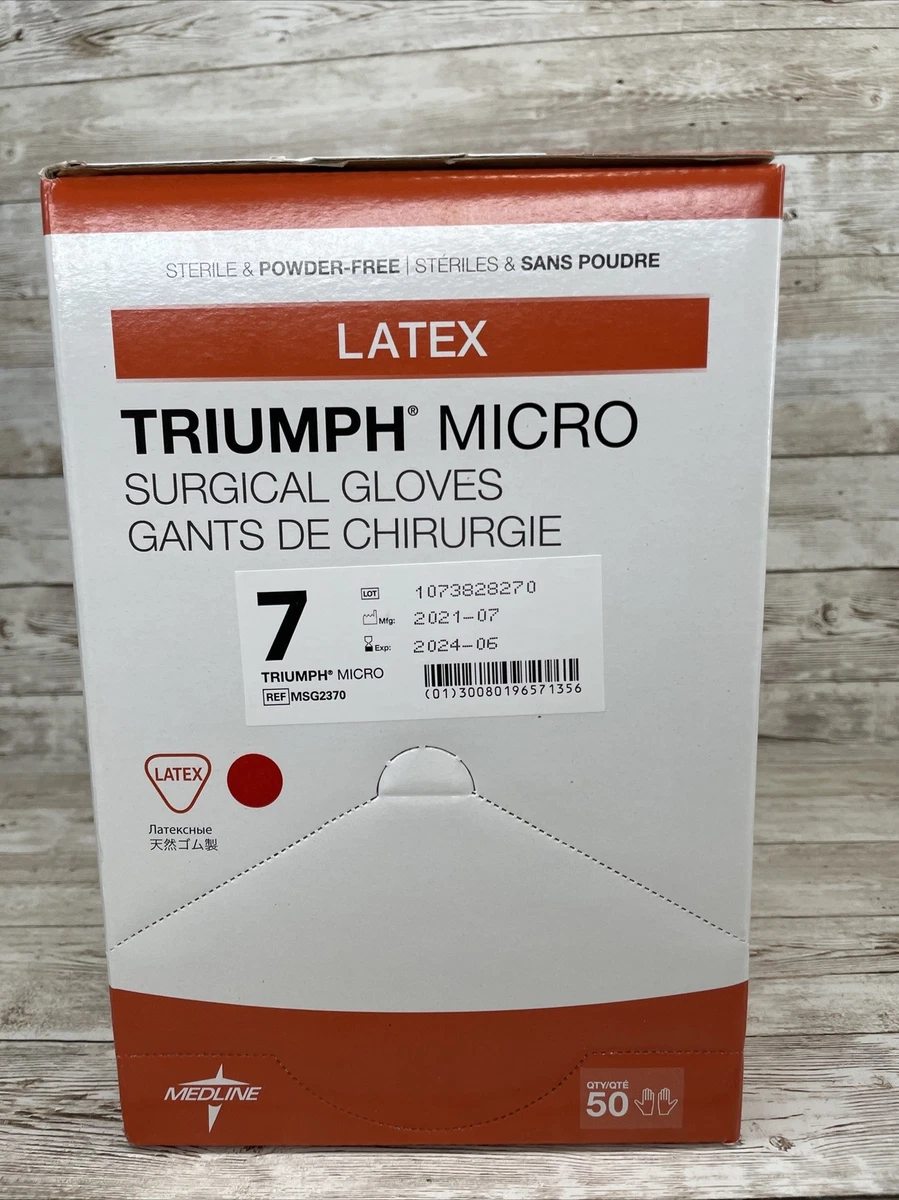 STERILE & POWDER-FREE | STÉRILES & SANS POUDRE
LATEX
TRIUMPH® MICRO
SURGICAL GLOVES
GANTS DE CHIRURGIE
7
TRIUMPH® MICRO
REF MSG2370
LOT 1073828270
Mfg: 2021-07
Exp: 2024-06
(01)30080196571356
LATEX
Латексные
天然ゴム製
MEDLINE
QTY/QTÉ
50